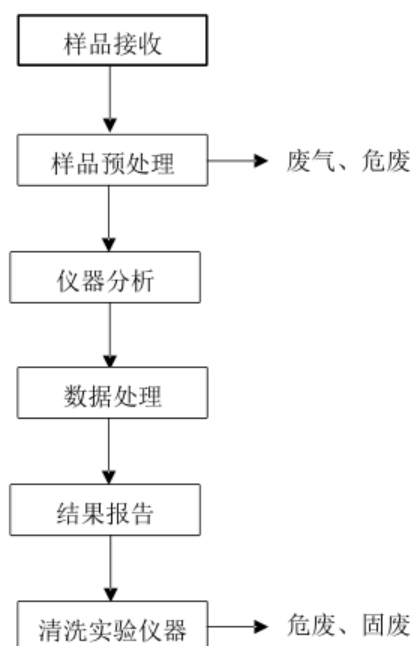 样品接收
样品预处理
废气、危废
仪器分析
数据处理
结果报告
清洗实验仪器
危废、固废